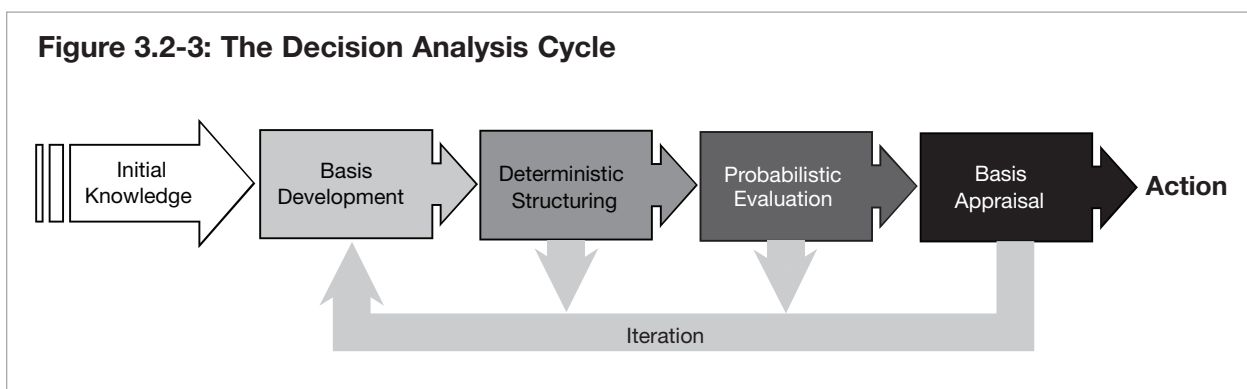 Figure 3.2-3: The Decision Analysis Cycle
Initial
Knowledge
Basis
Development
Deterministic
Structuring
Probabilistic
Evaluation
Basis
Appraisal
Action
Iteration